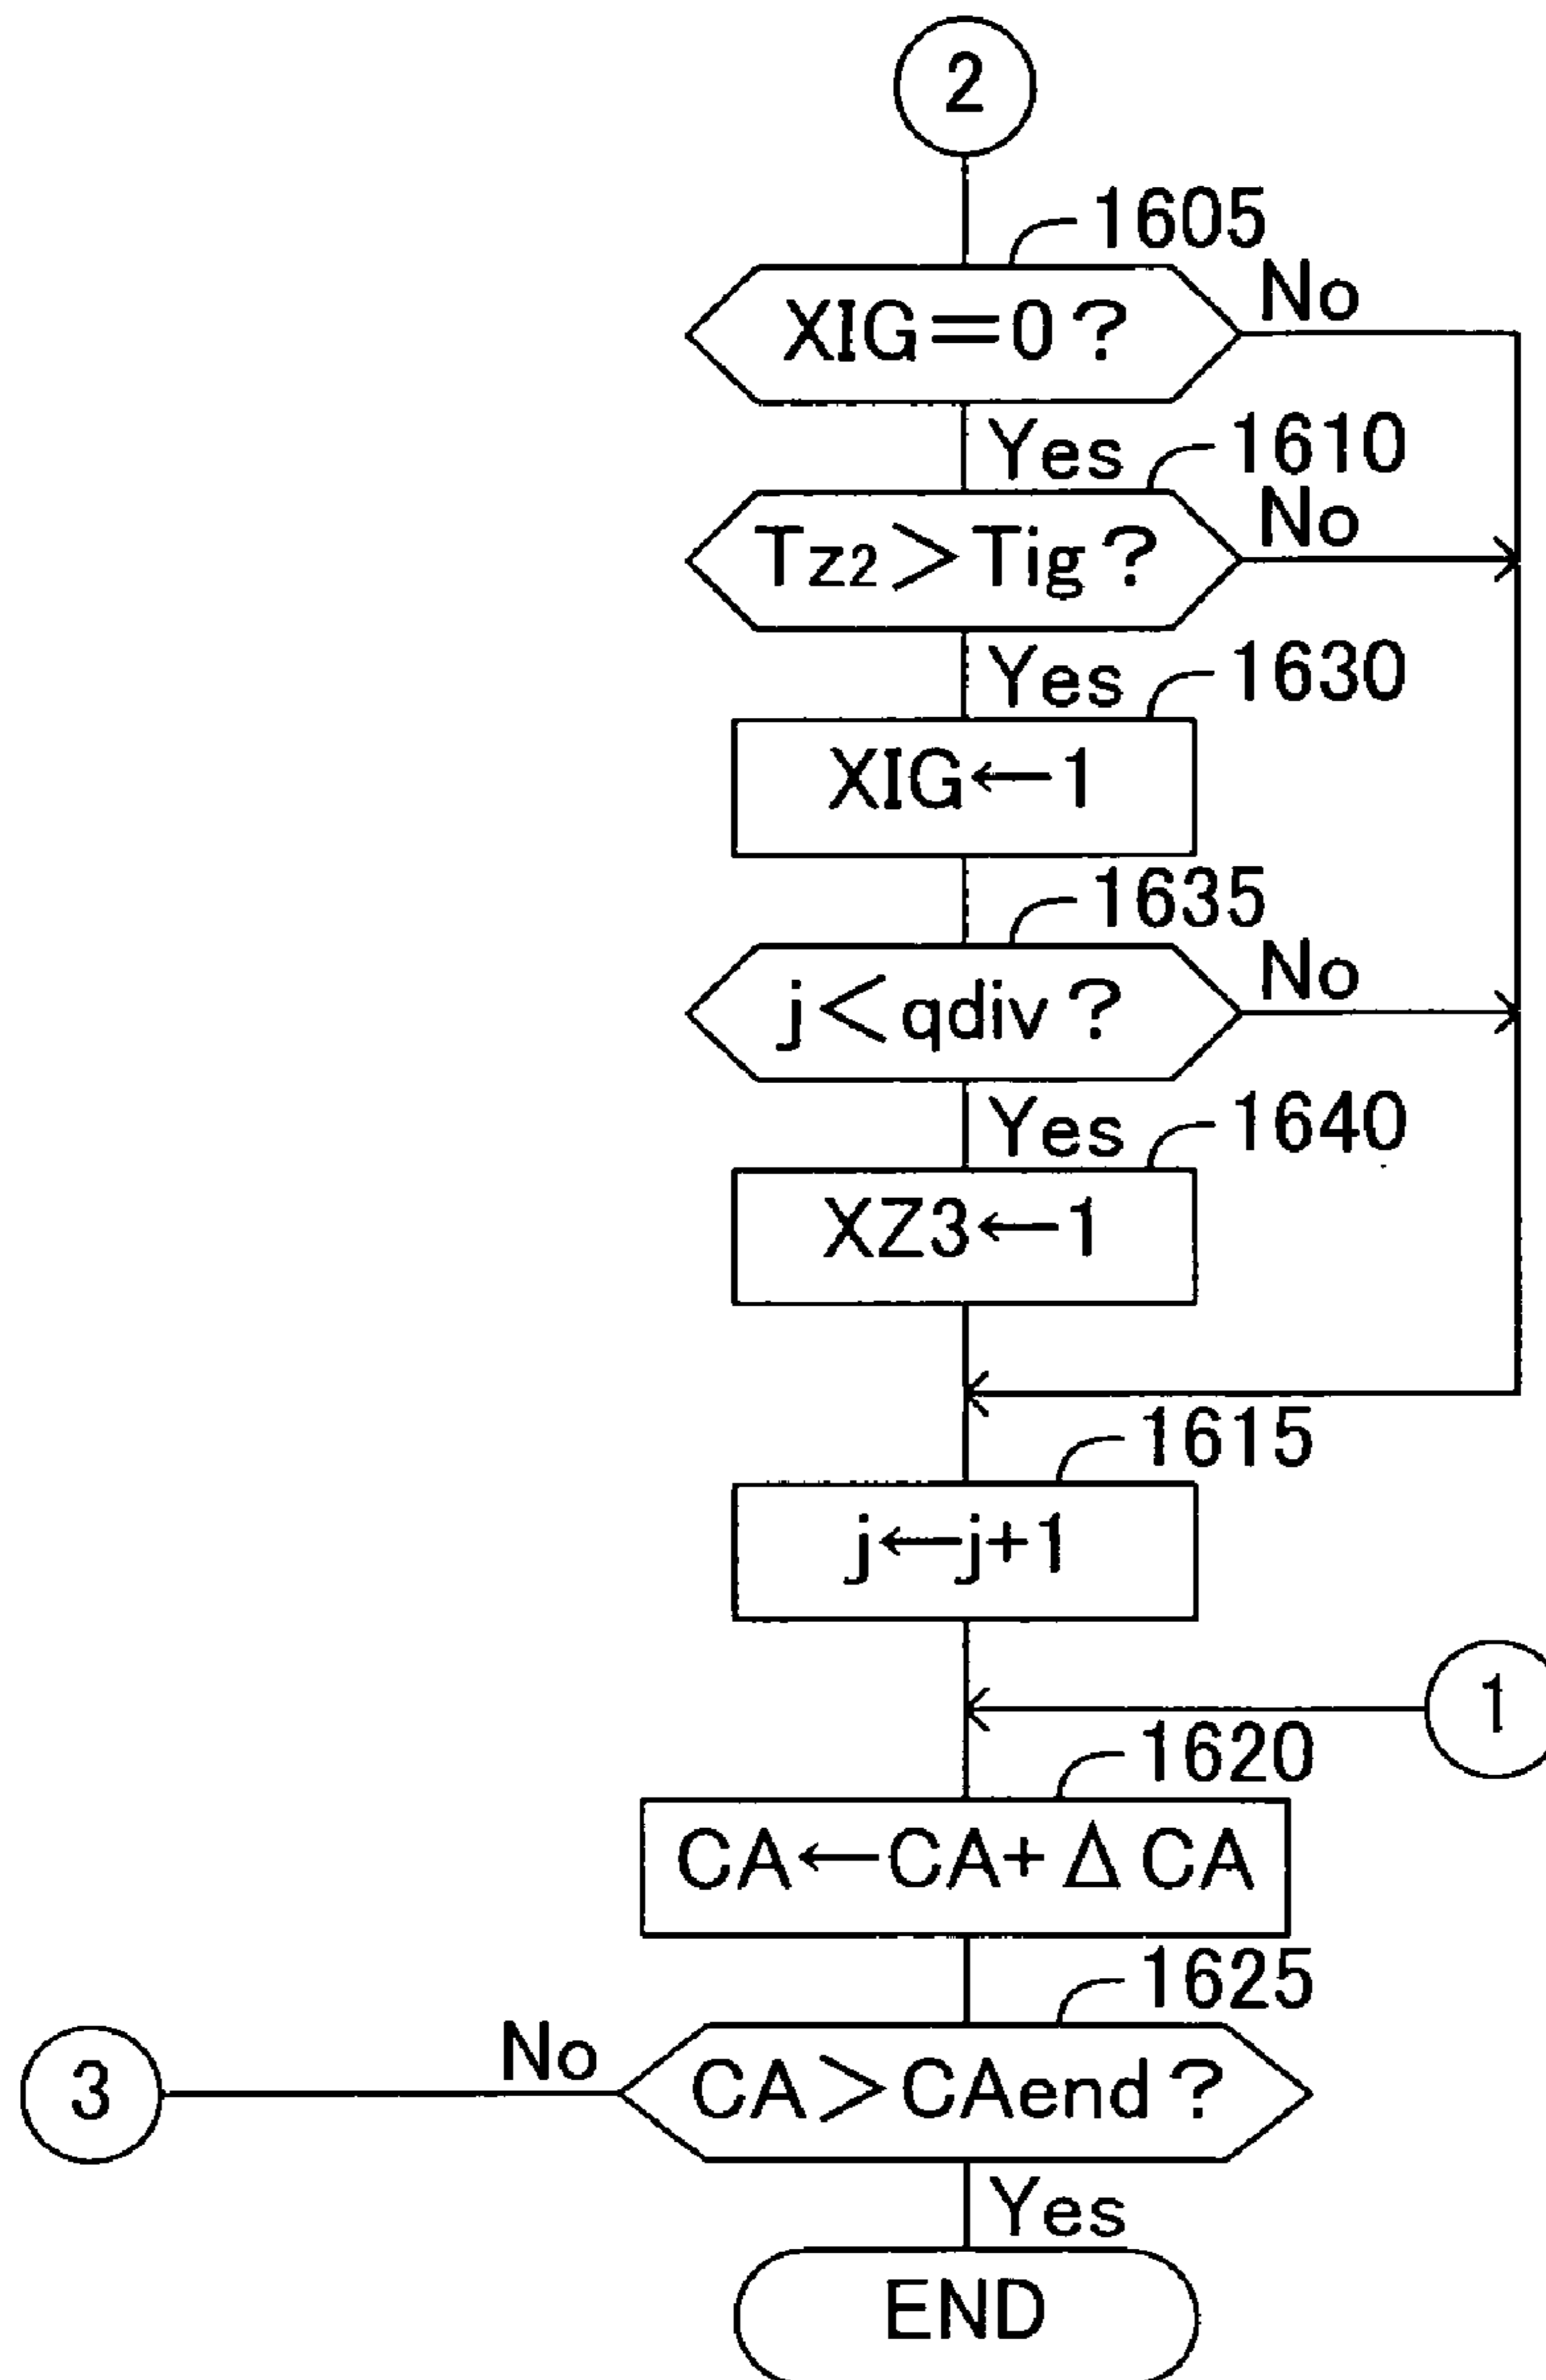 2
1605
XIG=0?
No
Yes
1610
Tz2>Tig?
No
Yes
1630
XIG←1
1635
j<qdiv?
No
Yes
1640
XZ3←1
1615
j←j+1
1
1620
CA←CA+ΔCA
1625
No
3
CA>CAend?
Yes
END